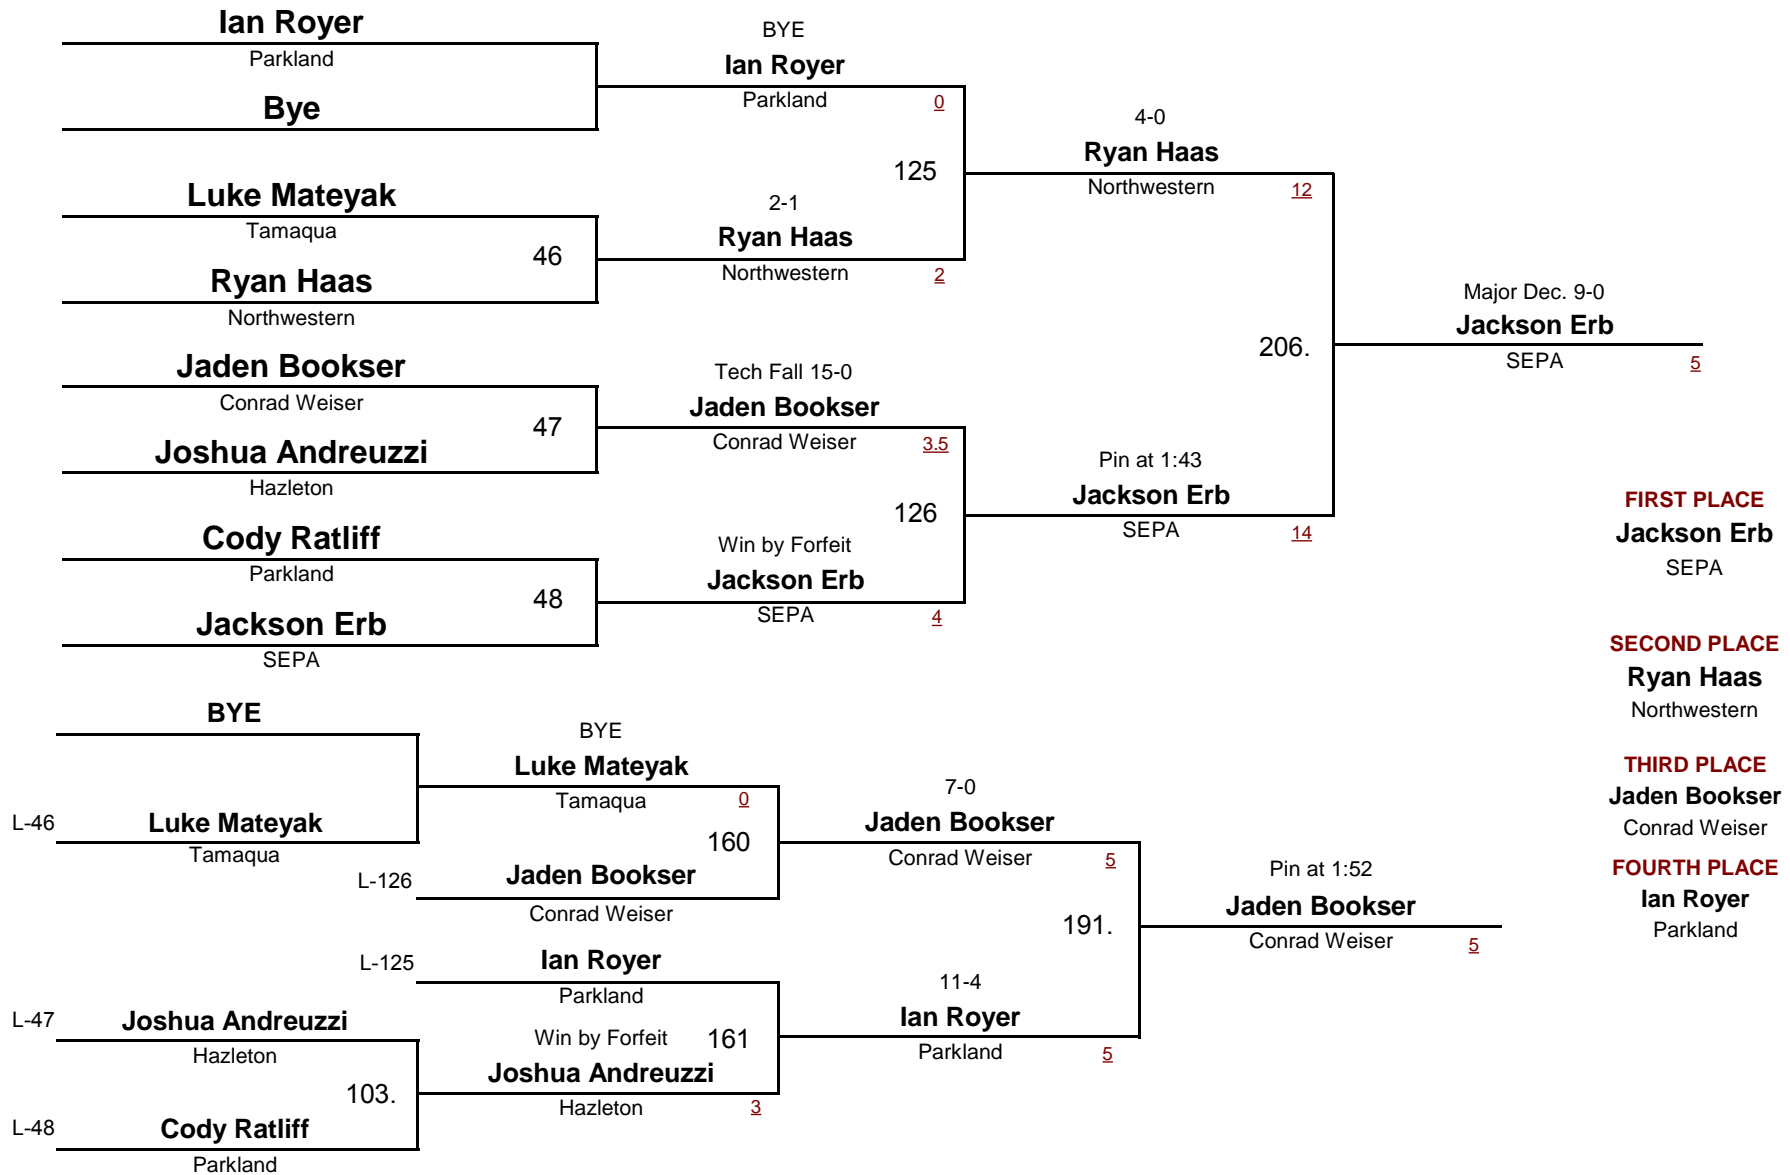 Ian Royer
Parkland
Bye
Luke Mateyak
Tamaqua
46
Ryan Haas
Northwestern
Jaden Bookser
Conrad Weiser
47
Joshua Andreuzzi
Hazleton
Cody Ratliff
Parkland
48
Jackson Erb
SEPA
BYE
Ian Royer
Parkland 0
125
2-1
Ryan Haas
Northwestern 2
Tech Fall 15-0
Jaden Bookser
Conrad Weiser 3.5
126
Win by Forfeit
Jackson Erb
SEPA 4
4-0
Ryan Haas
Northwestern 12
206.
Pin at 1:43
Jackson Erb
SEPA 14
Major Dec. 9-0
Jackson Erb
SEPA 5
FIRST PLACE
Jackson Erb
SEPA
SECOND PLACE
Ryan Haas
Northwestern
THIRD PLACE
Jaden Bookser
Conrad Weiser
FOURTH PLACE
Ian Royer
Parkland
BYE
L-46 Luke Mateyak
Tamaqua
L-47 Joshua Andreuzzi
Hazleton
103.
L-48 Cody Ratliff
Parkland
BYE
Luke Mateyak
Tamaqua 0
160
L-126 Jaden Bookser
Conrad Weiser
L-125 Ian Royer
Parkland
Win by Forfeit 161
Joshua Andreuzzi
Hazleton 3
7-0
Jaden Bookser
Conrad Weiser 5
191.
11-4
Ian Royer
Parkland 5
Pin at 1:52
Jaden Bookser
Conrad Weiser 5